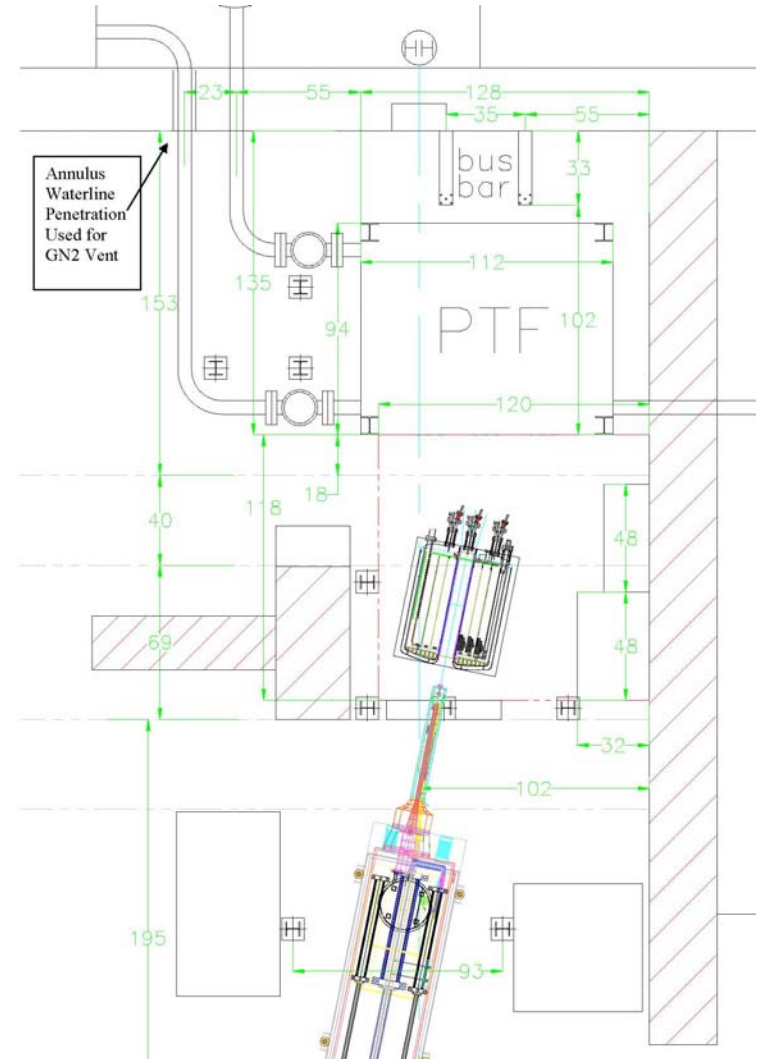 HH
23
55
128
35
55
bus
bar
33
Annulus
Waterline
Penetration
Used for
GN2 Vent
153
135
94
112
PTF
102
120
18
118
40
48
69
48
32
102
195
93